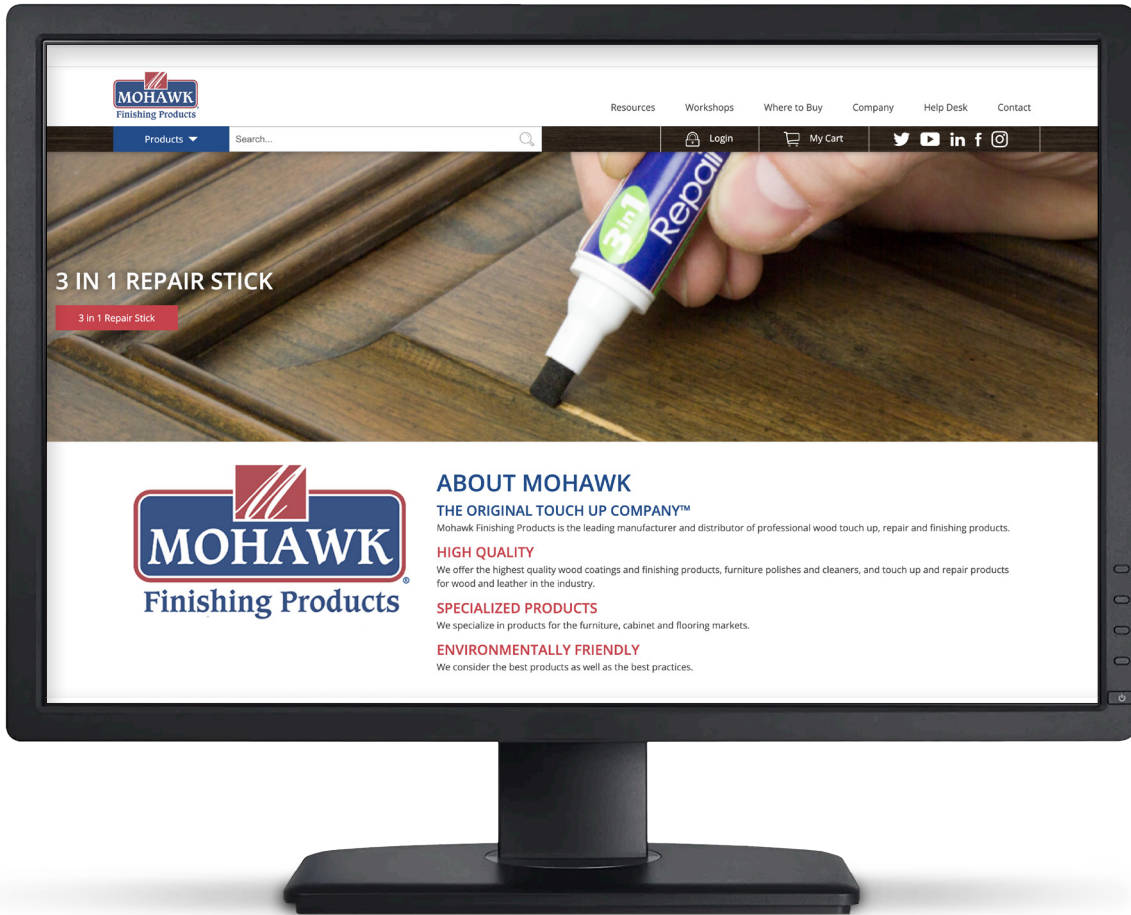 MOHAWK
Finishing Products
Resources Workshops Where to Buy Company Help Desk Contact
Products Search... Login My Cart in f
3 in 1 Repair
3 IN 1 REPAIR STICK
3 in 1 Repair Stick
MOHAWK®
Finishing Products
ABOUT MOHAWK
THE ORIGINAL TOUCH UP COMPANY™
Mohawk Finishing Products is the leading manufacturer and distributor of professional wood touch up, repair and finishing products.
HIGH QUALITY
We offer the highest quality wood coatings and finishing products, furniture polishes and cleaners, and touch up and repair products
for wood and leather in the industry.
SPECIALIZED PRODUCTS
We specialize in products for the furniture, cabinet and flooring markets.
ENVIRONMENTALLY FRIENDLY
We consider the best products as well as the best practices.